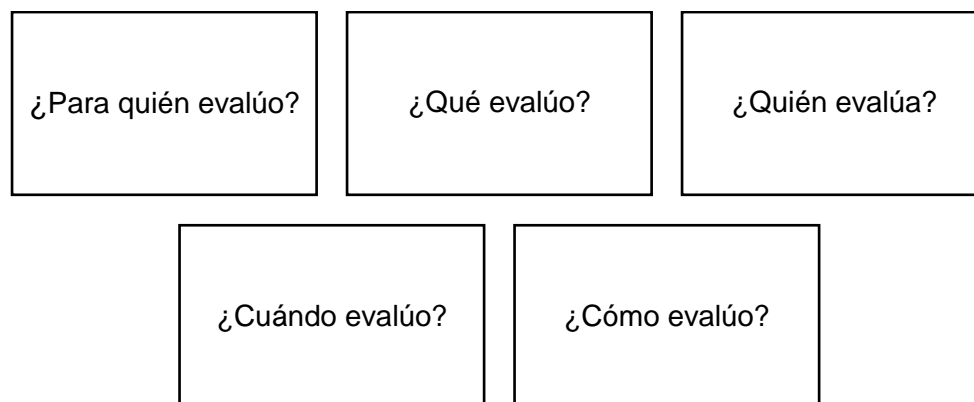 ¿Para quién evalúo?
¿Qué evalúo?
¿Quién evalúa?
¿Cuándo evalúo?
¿Cómo evalúo?